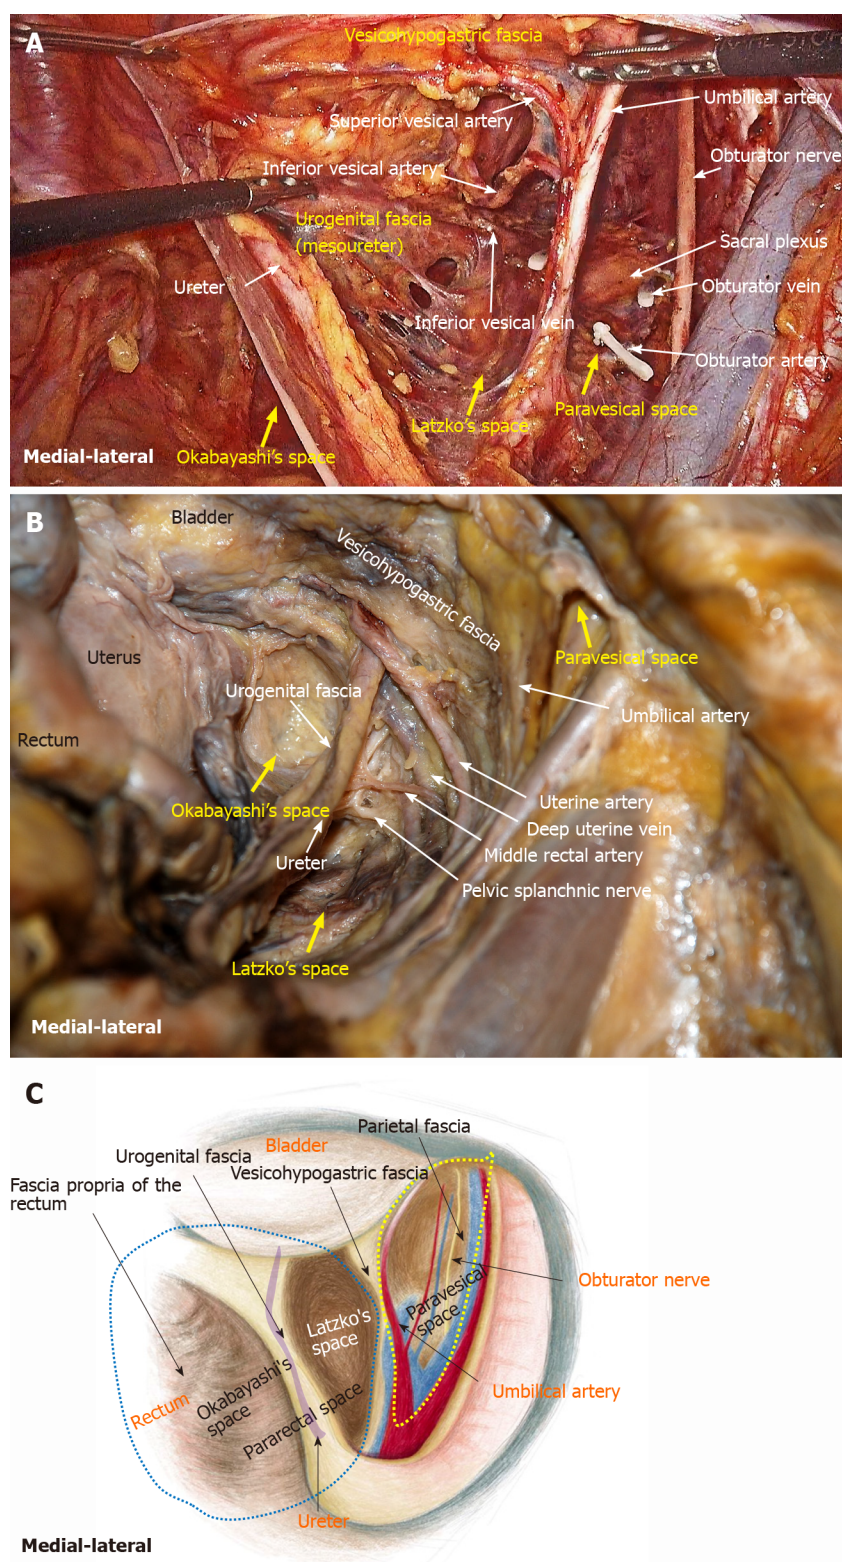 A
Vesicohypogastric fascia
Umbilical artery
Superior vesical artery
Obturator nerve
Inferior vesical artery
Urogenital fascia
(mesoureter)
Sacral plexus
Ureter
Obturator vein
Inferior vesical vein
Obturator artery
Paravesical space
Latzko’s space
Medial-lateral
Okabayashi’s space
B
Bladder
Vesicohypogastric fascia
Uterus
Paravesical space
Urogenital fascia
Umbilical artery
Rectum
Okabayashi’s space
Uterine artery
Deep uterine vein
Ureter
Middle rectal artery
Pelvic splanchnic nerve
Latzko’s space
Medial-lateral
C
Parietal fascia
Bladder
Urogenital fascia
Vesicohypogastric fascia
Fascia propria of the
rectum
Obturator nerve
Paravesical
space
Latzko's
space
Okabayashi's
space
Pararectal space
Rectum
Umbilical artery
Ureter
Medial-lateral